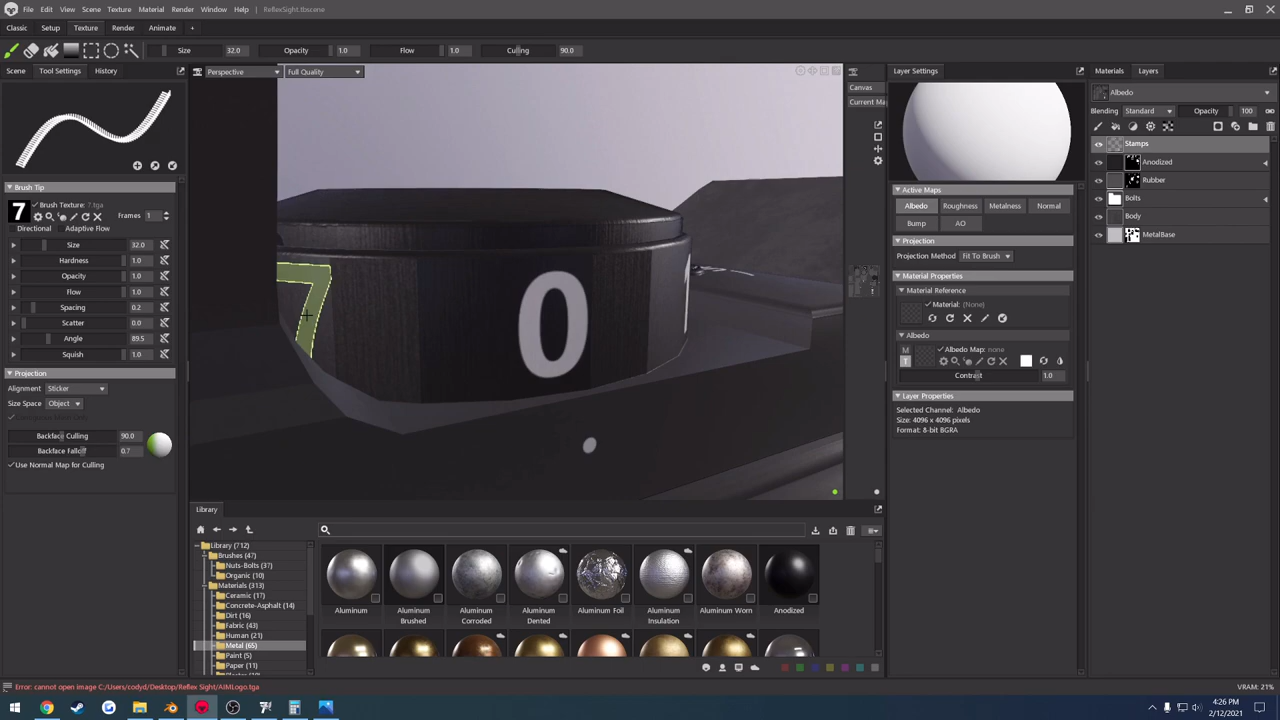 File Edit View Scene Texture Material Render Windows Help ReflexSight.tbscene
Classic Setup Texture Render Animate +
Size 32.0 Opacity 1.0 Flow 1.0 Culling 90.0
Scene Tool Settings History
Perspective Full Quality
Canvas
Current Ma
Layer Settings
Materials Layers
Albedo
Blending Standard Opacity 100
Stamps
Anodized
Rubber
Bolts
Body
MetalBase
Brush Tip
7
Brush Texture: 7.tga
Frames 1
Directional Adaptive Flow
Size 32.0
Hardness 1.0
Opacity 1.0
Flow 1.0
Spacing 0.2
Scatter 0.0
Angle 89.5
Squish 1.0
Projection
Alignment Sticker
Size Space Object
Backface Culling 90.0
Backface Falloff 0.7
Use Normal Map for Culling
7 0
Active Maps
Albedo Roughness Metalness Normal
Bump AO
Projection
Projection Method Fit To Brush
Material Properties
Material Reference
Material: (None)
Albedo
M
T
Albedo Map: none
Contrast 1.0
Layer Properties
Selected Channel: Albedo
Size: 4096 x 4096 pixels
Format: 8-bit BGRA
Library
Library (712)
Brushes (47)
Nuts-Bolts (37)
Organic (10)
Materials (313)
Ceramic (17)
Concrete-Asphalt (14)
Dirt (16)
Fabric (43)
Human (21)
Metal (65)
Paint (5)
Paper (11)
Aluminum
Aluminum Brushed
Aluminum Corroded
Aluminum Dented
Aluminum Foil
Aluminum Insulation
Aluminum Worn
Anodized
Error: cannot open image C:/Users/codyd/Desktop/Reflex Sight/AIMLogo.tga
VRAM: 21%
4:26 PM
2/12/2021